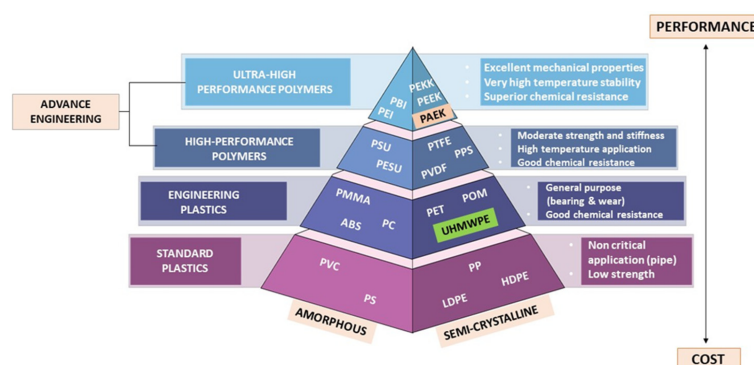 PERFORMANCE
ULTRA-HIGH
PERFORMANCE POLYMERS
PEKK
PBI
PEEK
PEI
PAEK
Excellent mechanical properties
Very high temperature stability
Superior chemical resistance
ADVANCE
ENGINEERING
HIGH-PERFORMANCE
POLYMERS
PSU
PESU
PTFE
PPS
PVDF
Moderate strength and stiffness
High temperature application
Good chemical resistance
ENGINEERING
PLASTICS
PMMA
ABS
PC
PET
POM
UHMWPE
General purpose
(bearing & wear)
Good chemical resistance
STANDARD
PLASTICS
PVC
PS
PP
LDPE
HDPE
Non critical
application (pipe)
Low strength
AMORPHOUS
SEMI-CRYSTALLINE
COST